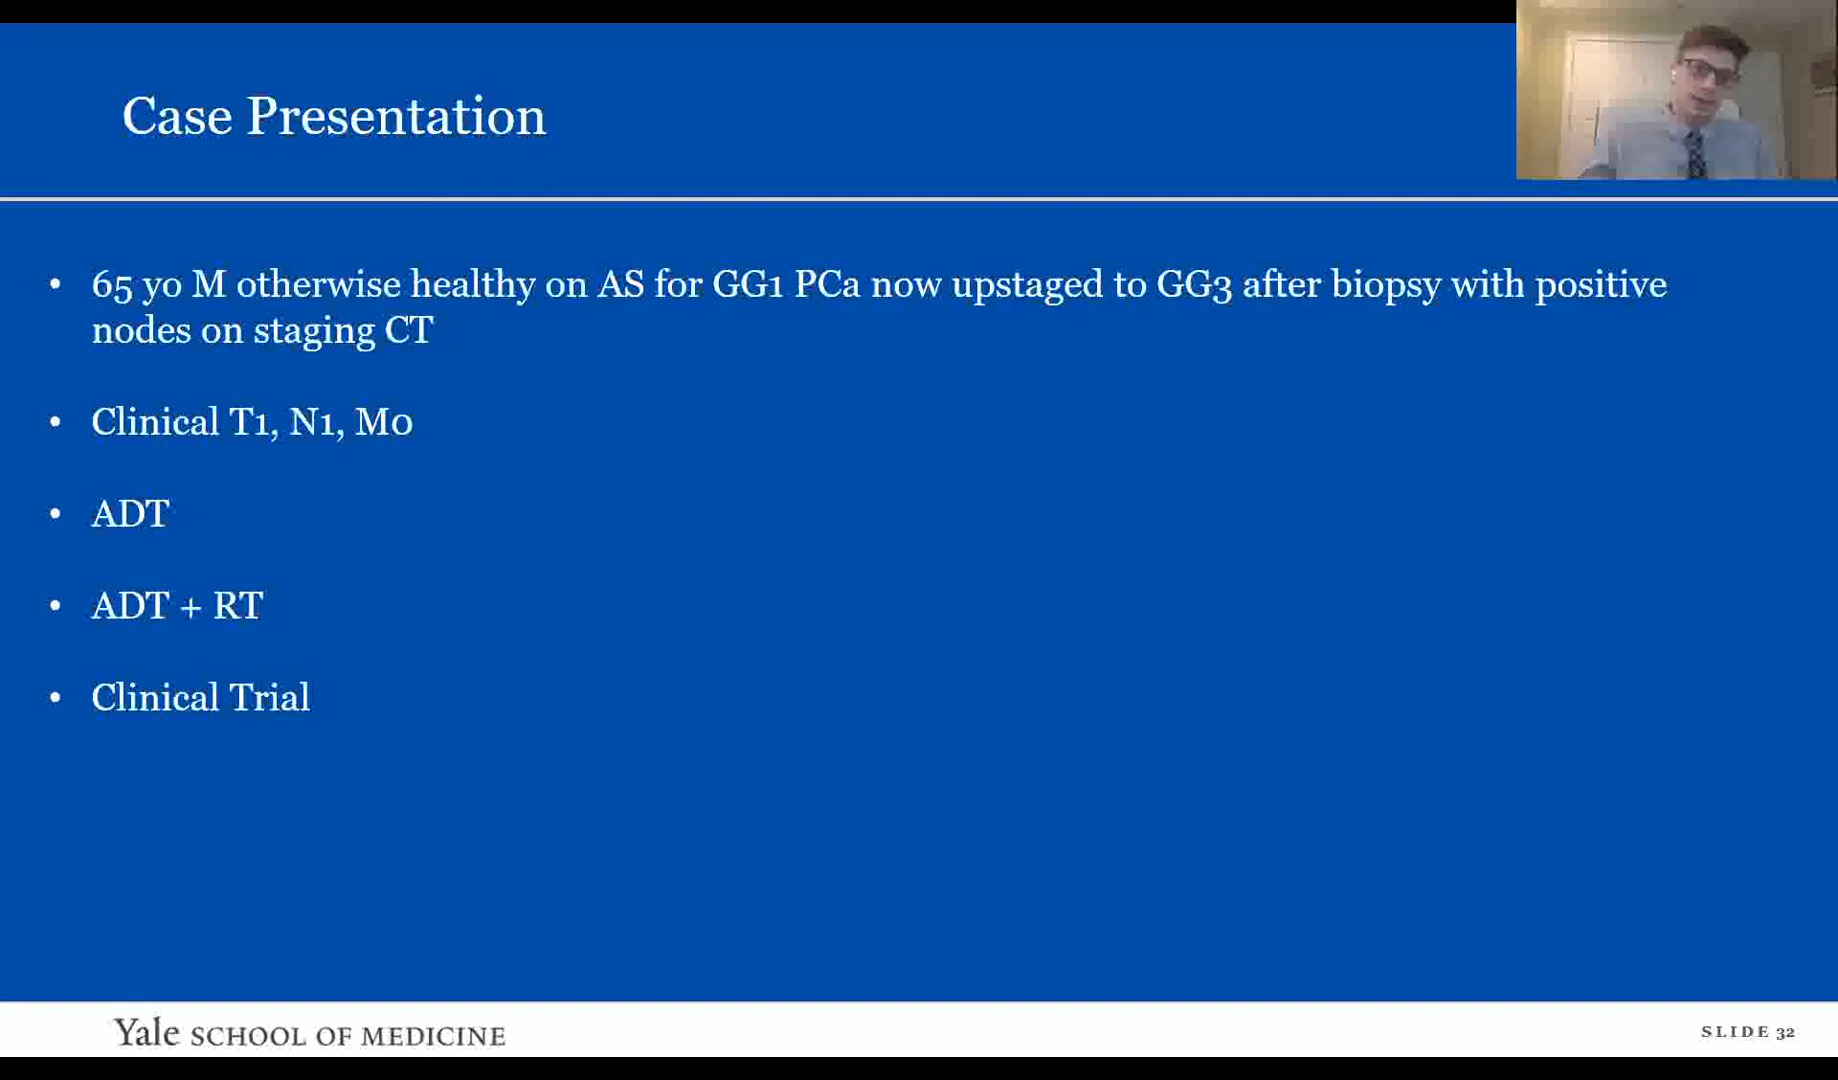 Case Presentation
• 65 yo M otherwise healthy on AS for GG1 PCa now upstaged to GG3 after biopsy with positive
nodes on staging CT
• Clinical T1, N1, M0
• ADT
• ADT + RT
• Clinical Trial
Yale SCHOOL OF MEDICINE
SLIDE 32